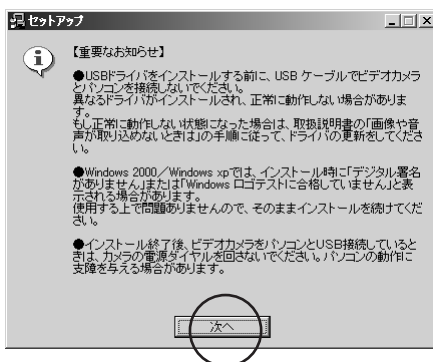 セットアップ
【重要なお知らせ】
●USBドライバをインストールする前に、USB ケーブルでビデオカメラ
とパソコンを接続しないでください。
異なるドライバがインストールされ、正常に動作しない場合がありま
す。
もし正常に動作しない状態になった場合は、取扱説明書の「画像や音
声が取り込めないときは」の手順に従って、ドライバの更新をしてくださ
い。
●Windows 2000／Windows xpでは、インストール時に「デジタル署名
がありません」または「Windows ロゴテストに合格していません」と表
示される場合があります。
使用する上で問題ありませんので、そのままインストールを続けてくだ
さい。
●インストール終了後、ビデオカメラをパソコンとUSB接続していると
きは、カメラの電源ダイヤルを回さないでください。パソコンの動作に
支障を与える場合があります。
次へ